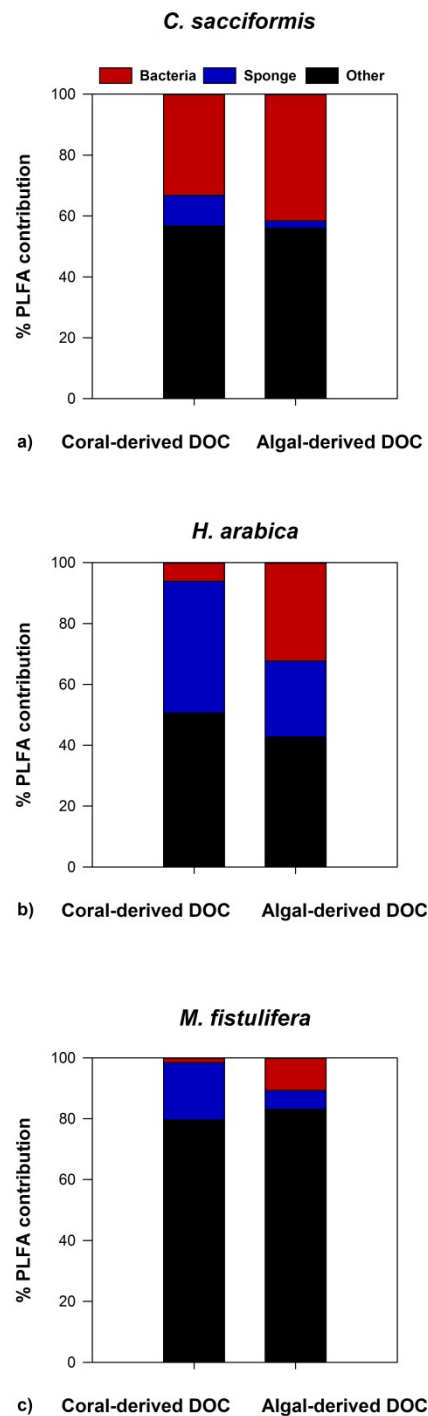 C. sacciformis
Bacteria Sponge Other
100
80
60
40
20
0
% PLFA contribution
a) Coral-derived DOC Algal-derived DOC
H. arabica
100
80
60
40
20
0
% PLFA contribution
b) Coral-derived DOC Algal-derived DOC
M. fistulifera
100
80
60
40
20
0
% PLFA contribution
c) Coral-derived DOC Algal-derived DOC